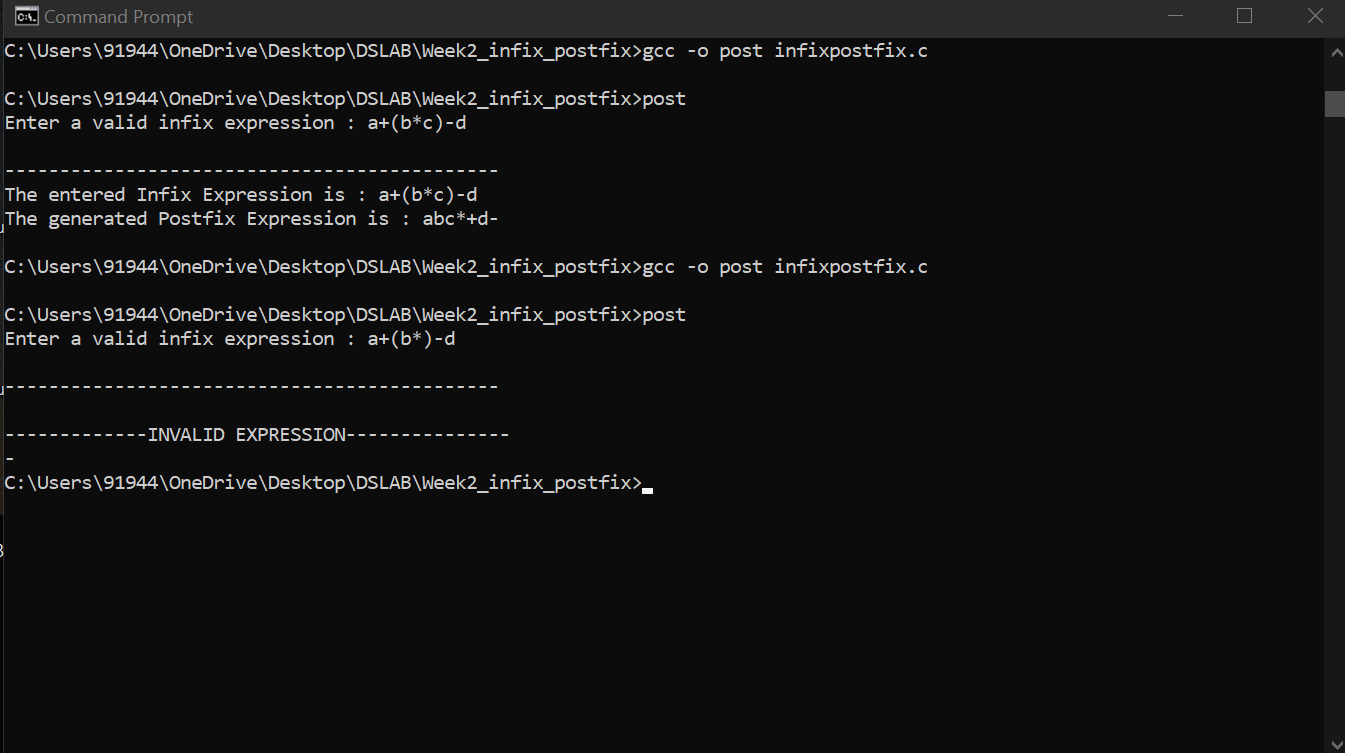 Command Prompt
C:\Users\91944\OneDrive\Desktop\DSLAB\Week2_infix_postfix>gcc -o post infixpostfix.c
C:\Users\91944\OneDrive\Desktop\DSLAB\Week2_infix_postfix>post
Enter a valid infix expression : a+(b*c)-d
---------------------------------------------
The entered Infix Expression is : a+(b*c)-d
The generated Postfix Expression is : abc*+d-
C:\Users\91944\OneDrive\Desktop\DSLAB\Week2_infix_postfix>gcc -o post infixpostfix.c
C:\Users\91944\OneDrive\Desktop\DSLAB\Week2_infix_postfix>post
Enter a valid infix expression : a+(b*)-d
---------------------------------------------
-------------INVALID EXPRESSION---------------
-
C:\Users\91944\OneDrive\Desktop\DSLAB\Week2_infix_postfix>